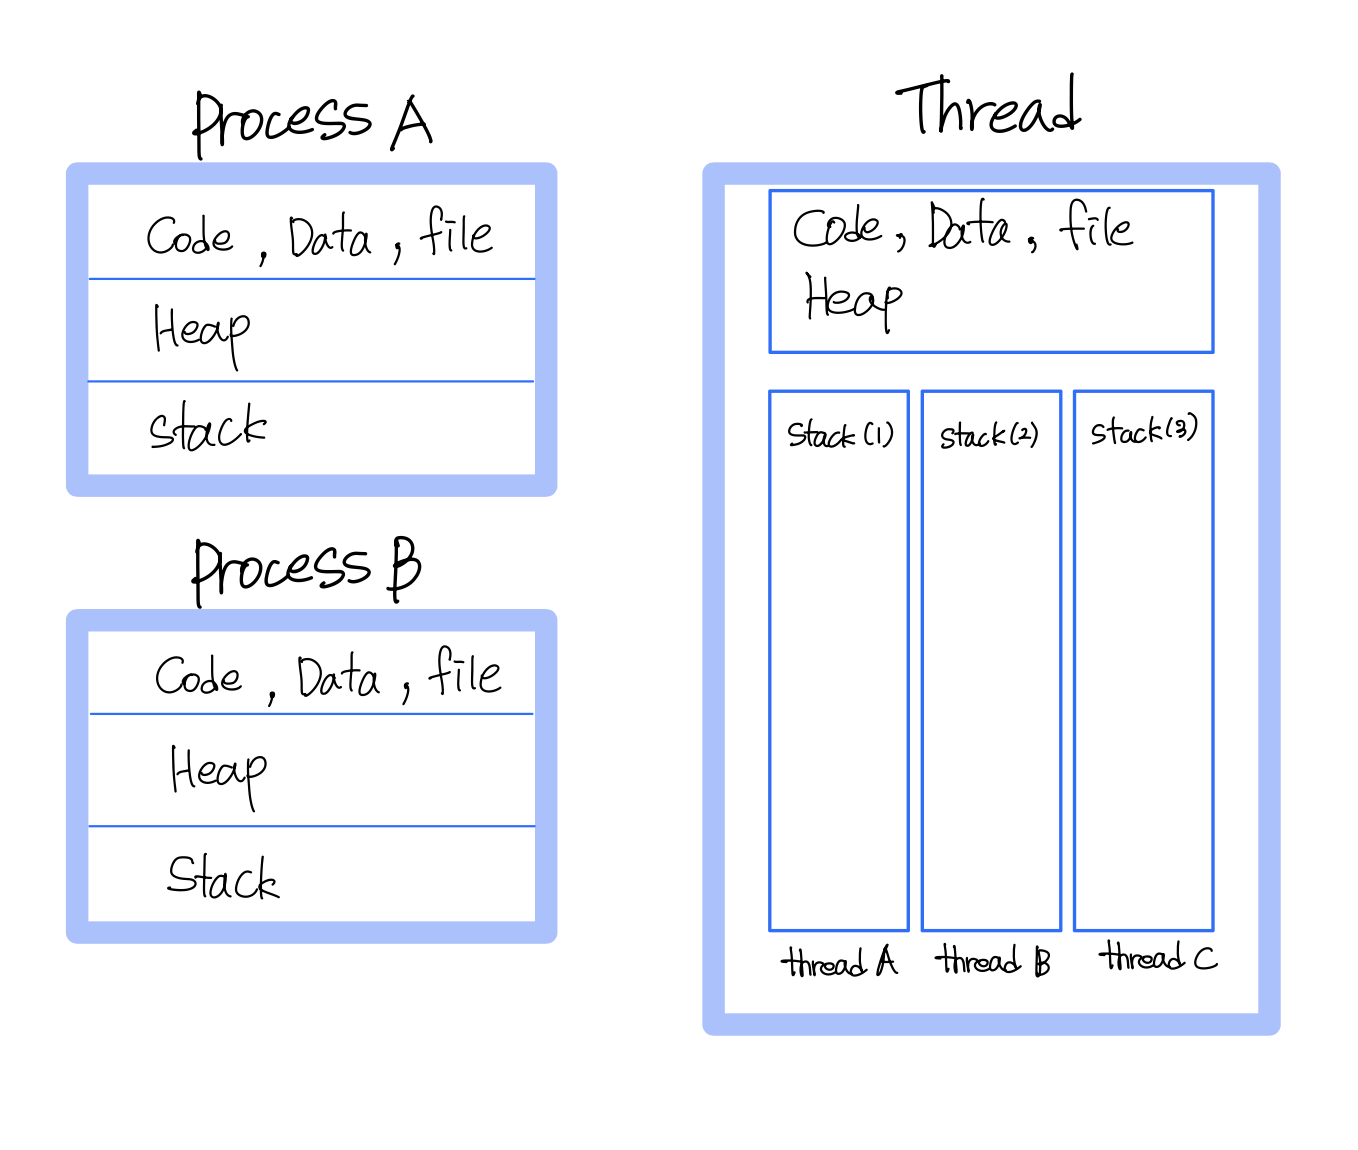 Process A
Code, Data, file
Heap
Stack
Process B
Code, Data, file
Heap
Stack
Thread
Code, Data, file
Heap
Stack(1)
Stack(2)
Stack(3)
thread A
thread B
thread C